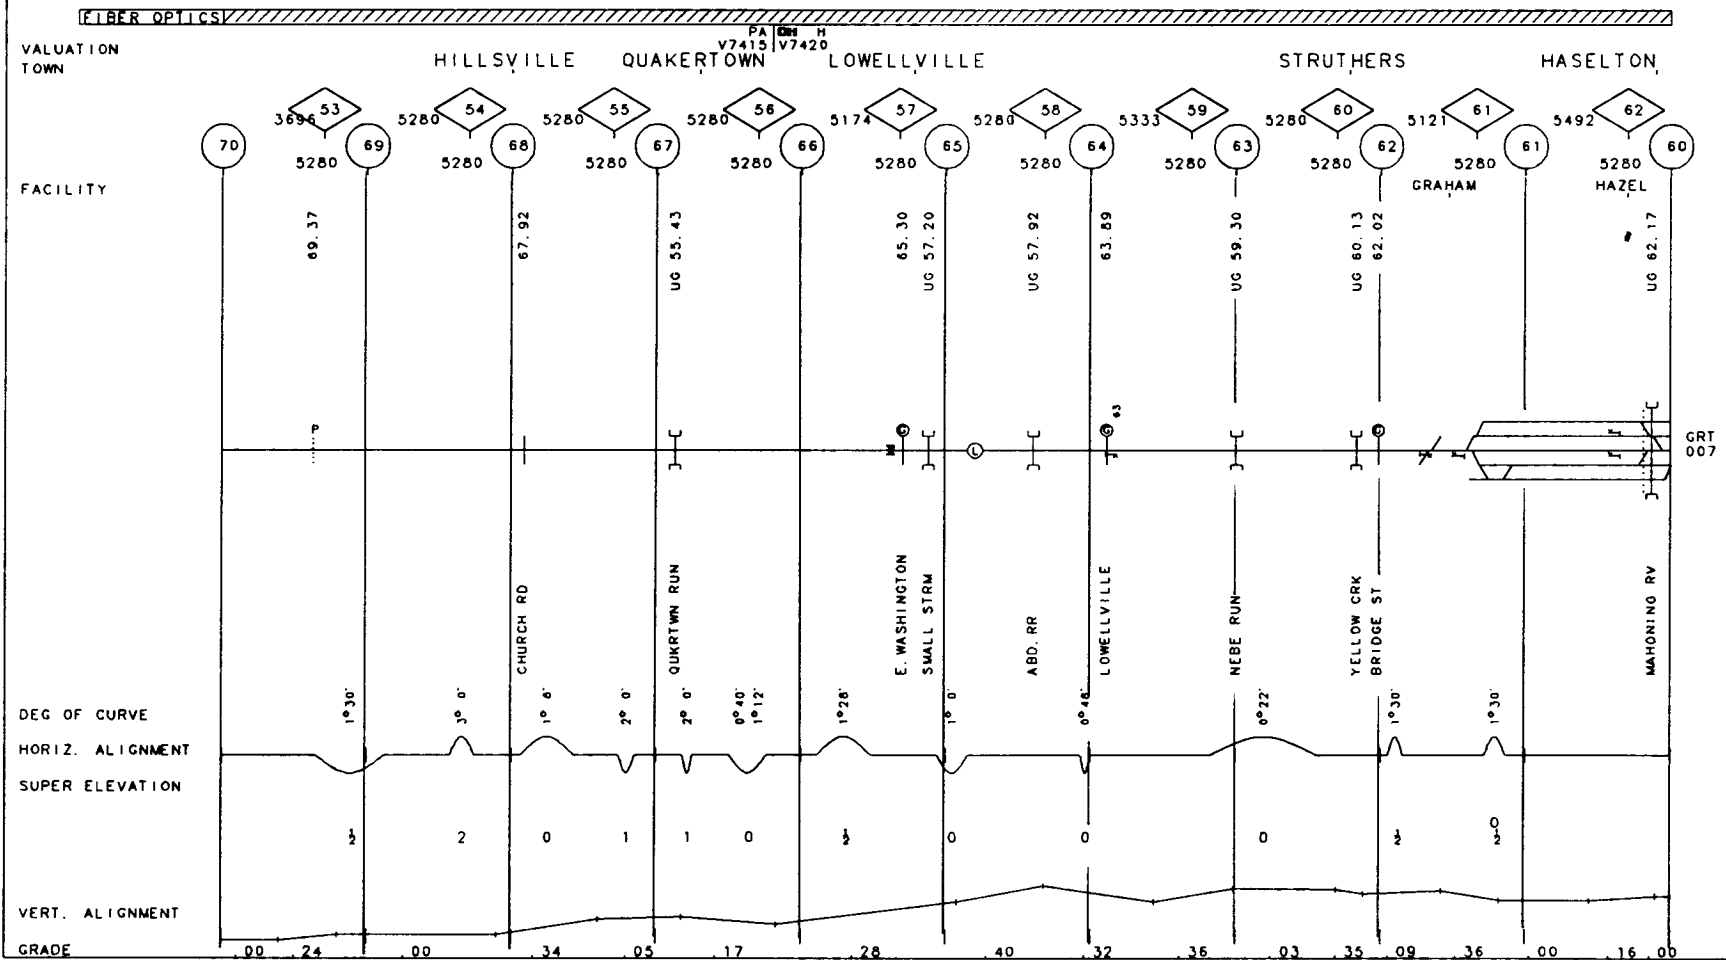 FIBER OPTICS
PA OH H
V7415 V7420
VALUATION
TOWN
HILLSVILLE QUAKERTOWN LOWELLVILLE STRUTHERS HASELTON
53 54 55 56 57 58 59 60 61 62
3696 5280 5280 5280 5174 5280 5333 5280 5121 5492
70 69 68 67 66 65 64 63 62 61 60
5280 5280 5280 5280 5280 5280 5280 5280 5280 5280
FACILITY
GRAHAM HAZEL
69.37
67.92
UG 55.43
65.30
UG 57.20
UG 57.92
63.89
UG 59.30
UG 60.13
62.02
UG 62.17
P G L G 63 G
GRT
007
CHURCH RD
QUKRTWN RUN
E. WASHINGTON
SMALL STRM
ABD. RR
LOWELLVILLE
NEBE RUN
YELLOW CRK
BRIDGE ST
MAHONING RV
DEG OF CURVE
1°30' 3° 0' 1° 8' 2° 0' 2° 0' 0°40' 1°12' 1°28' 1° 0' 0°48' 0°22' 1°30' 1°30'
HORIZ. ALIGNMENT
SUPER ELEVATION
½ 2 0 1 1 0 ½ 0 0 0 ½ 0 ½
VERT. ALIGNMENT
GRADE .00 .24 .00 .34 .05 .17 .28 .40 .32 .36 .03 .35 .09 .36 .00 .16 .00